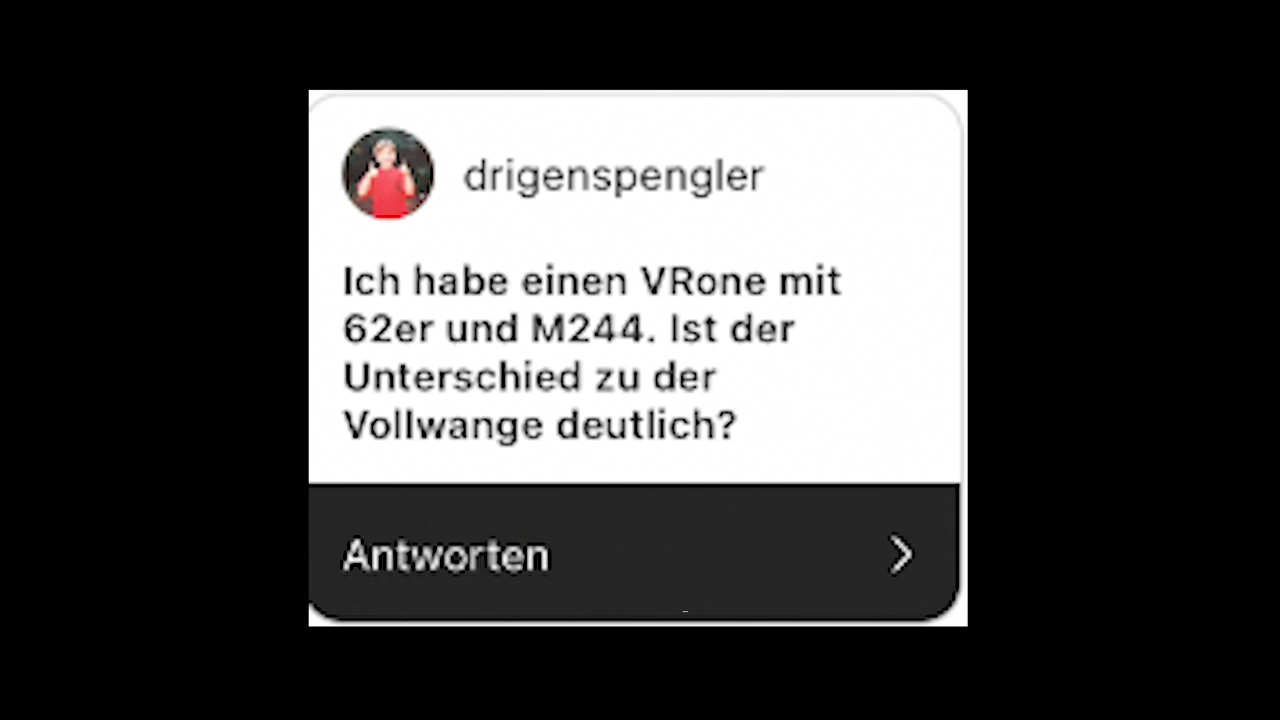 drigenspengler
Ich habe einen VRone mit
62er und M244. Ist der
Unterschied zu der
Vollwange deutlich?
Antworten